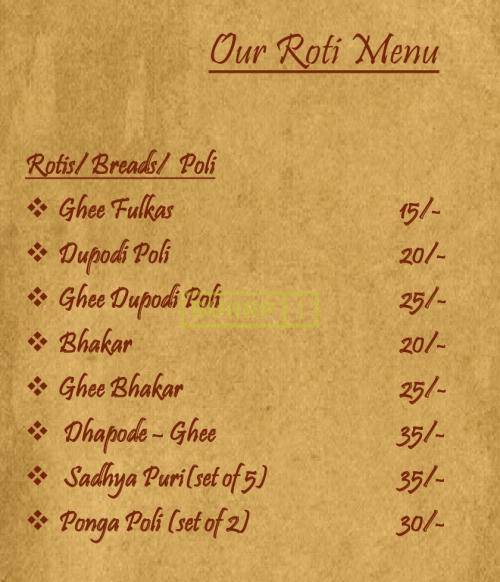 Our Roti Menu
Rotis/ Breads/ Poli
Ghee Fulkas 15/-
Dupodi Poli 20/-
Ghee Dupodi Poli 25/-
Bhakar 20/-
Ghee Bhakar 25/-
Dhapode - Ghee 35/-
Sadhya Puri(set of 5) 35/-
Ponga Poli (set of 2) 30/-